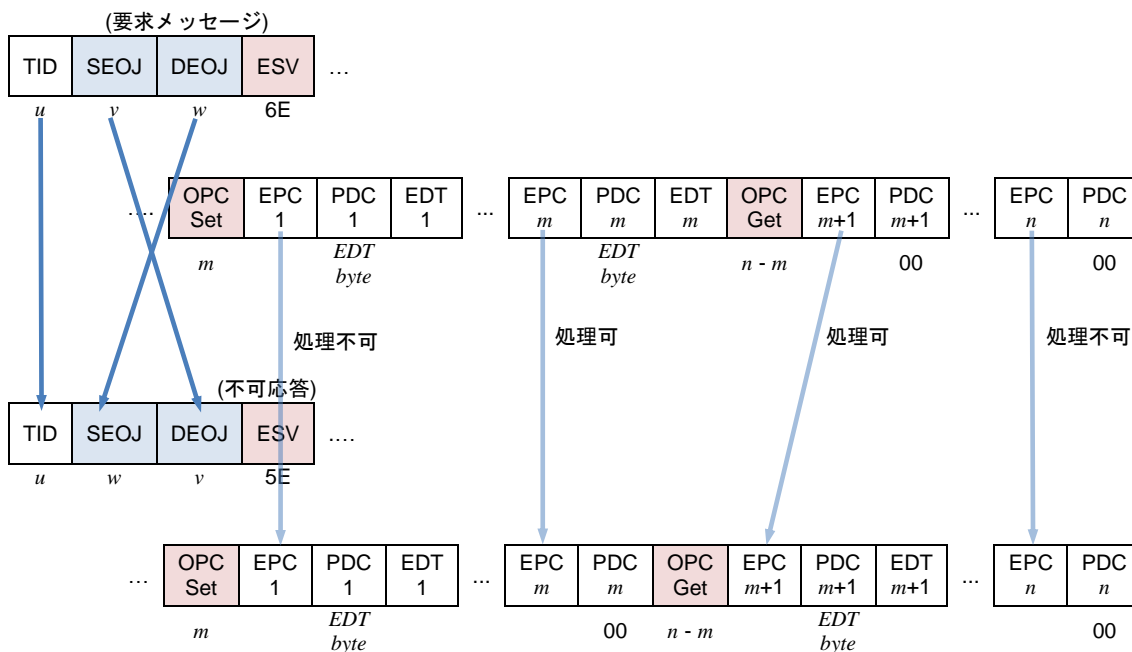 (要求メッセージ)
TID SEOJ DEOJ ESV …
u v w 6E
…. OPC Set EPC 1 PDC 1 EDT 1 … EPC m PDC m EDT m OPC Get EPC m+1 PDC m+1 … EPC n PDC n
m EDT byte EDT byte n - m 00 00
処理不可 処理可 処理可 処理不可
(不可応答)
TID SEOJ DEOJ ESV ….
u w v 5E
… OPC Set EPC 1 PDC 1 EDT 1 … EPC m PDC m OPC Get EPC m+1 PDC m+1 EDT m+1 … EPC n PDC n
m EDT byte 00 n - m EDT byte 00